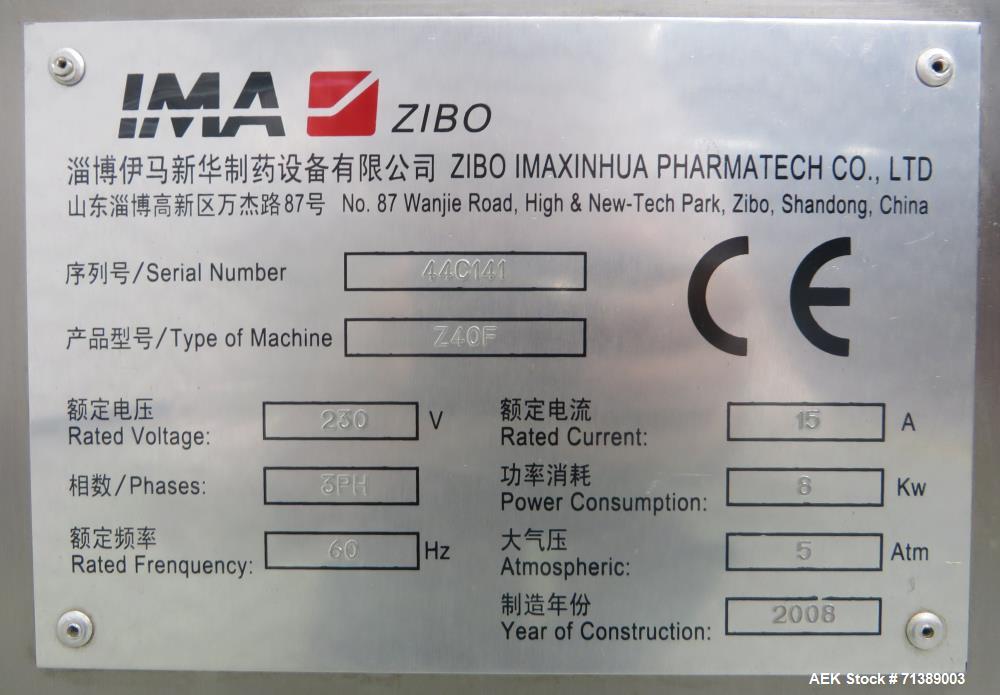 IMA ZIBO
淄博伊马新华制药设备有限公司 ZIBO IMAXINHUA PHARMATECH CO., LTD
山东淄博高新区万杰路87号 No. 87 Wanjie Road, High & New-Tech Park, Zibo, Shandong, China
序列号/Serial Number 44C141
产品型号/Type of Machine Z40F
CE
额定电压
Rated Voltage: 230 V
额定电流
Rated Current: 15 A
相数/Phases: 3PH
功率消耗
Power Consumption: 8 Kw
额定频率
Rated Frenquency: 60 Hz
大气压
Atmospheric: 5 Atm
制造年份
Year of Construction: 2008
AEK Stock # 71389003